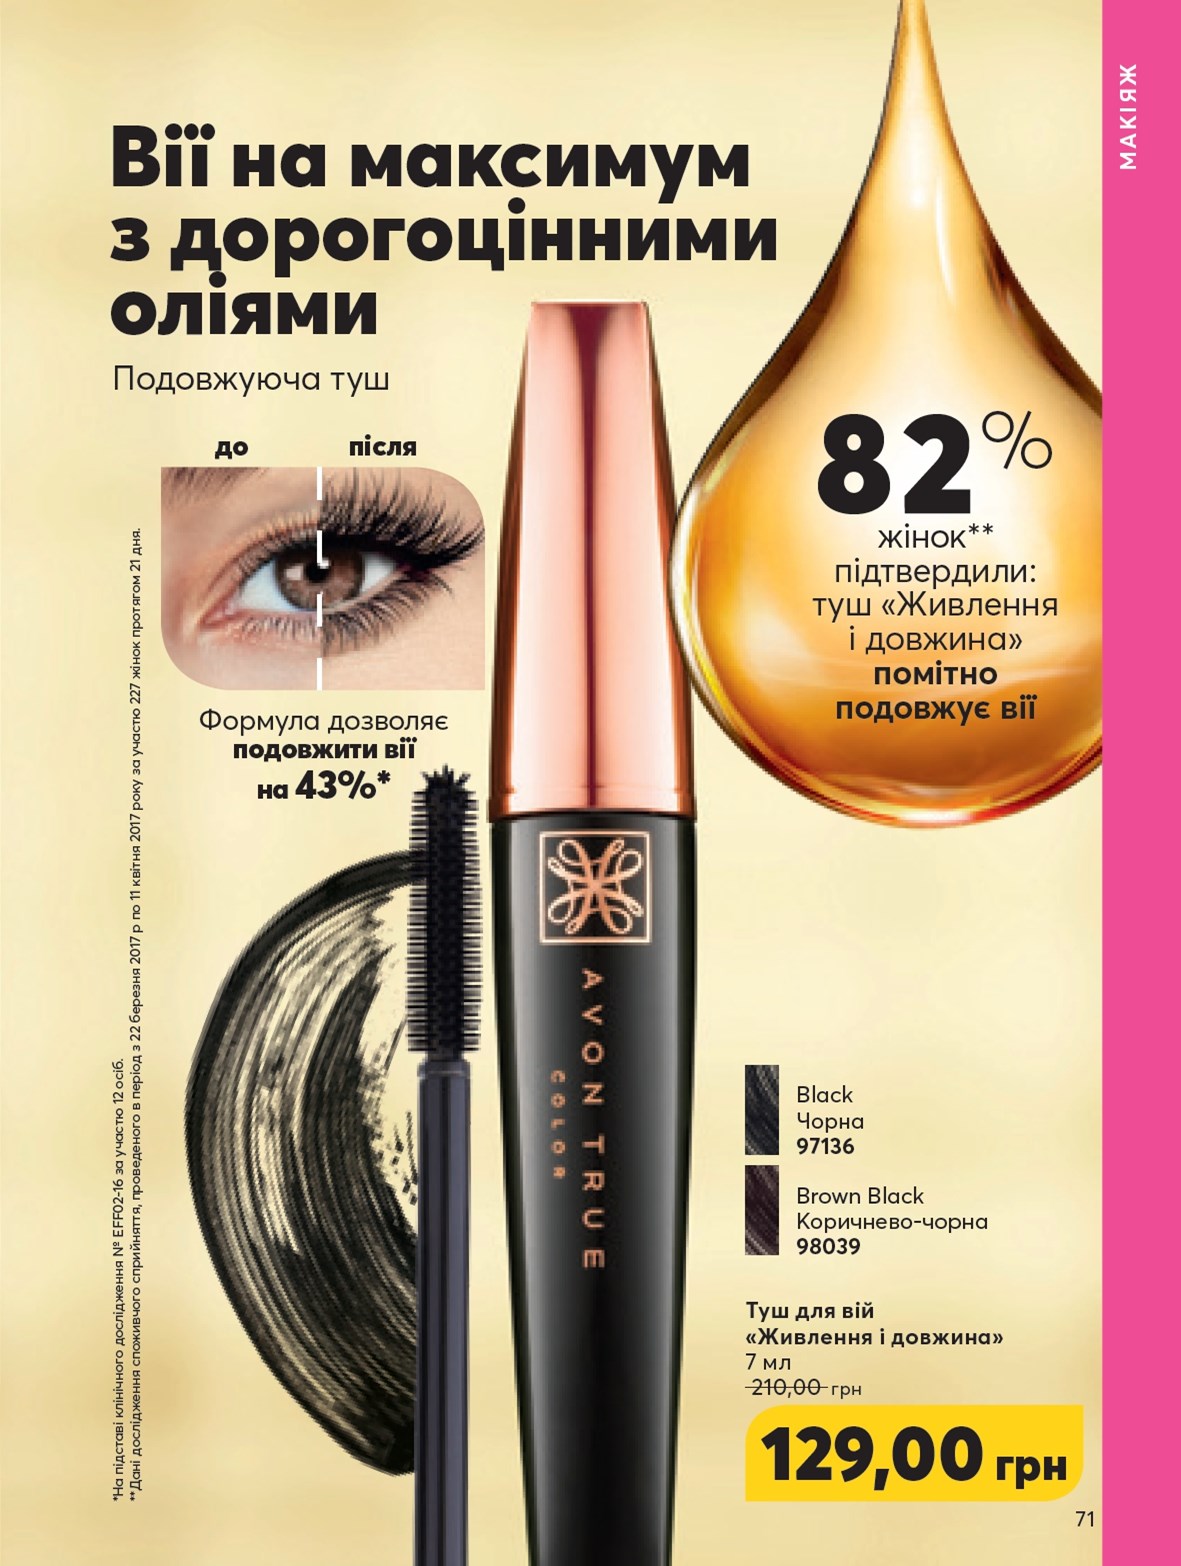 МАКІЯЖ
Вії на максимум
з дорогоцінними
оліями
Подовжуюча туш
до
після
82%
жінок**
підтвердили:
туш «Живлення
і довжина»
помітно
подовжує вії
Формула дозволяє
подовжити вії
на 43%*
AVON TRUE
COLOR
Black
Чорна
97136
Brown Black
Коричнево-чорна
98039
Туш для вій
«Живлення і довжина»
7 мл
210,00 грн
129,00 грн
*На підставі клінічного дослідження № EFF02-16 за участю 12 осіб.
**Дані дослідження споживчого сприйняття, проведеного в період з 22 березня 2017 р по 11 квітня 2017 року за участю 227 жінок протягом 21 дня.
71